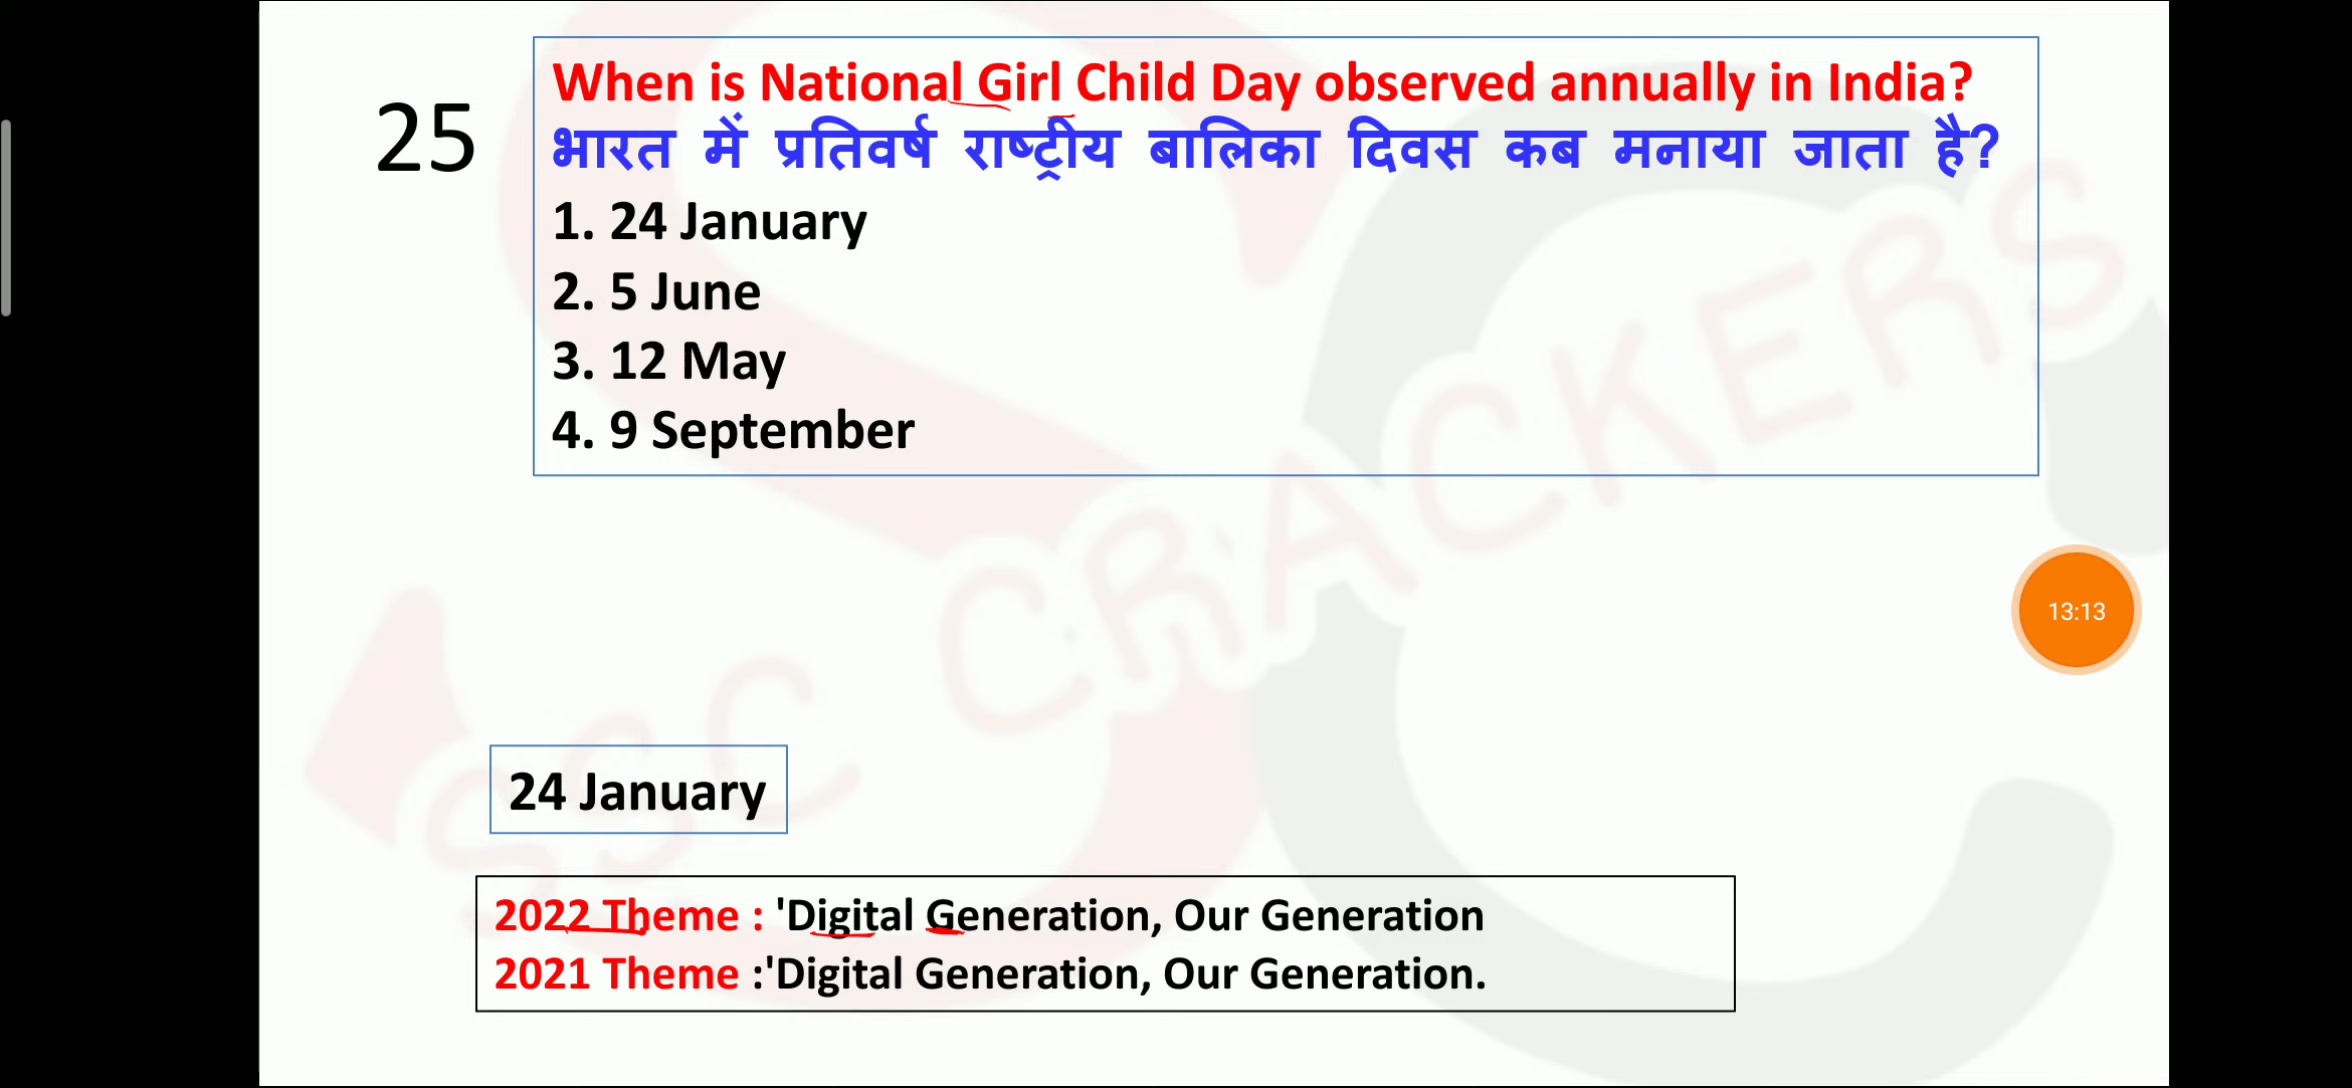 25
When is National Girl Child Day observed annually in India?
भारत में प्रतिवर्ष राष्ट्रीय बालिका दिवस कब मनाया जाता है?
1. 24 January
2. 5 June
3. 12 May
4. 9 September
SSC CRACKERS
13:13
24 January
2022 Theme : 'Digital Generation, Our Generation
2021 Theme :'Digital Generation, Our Generation.